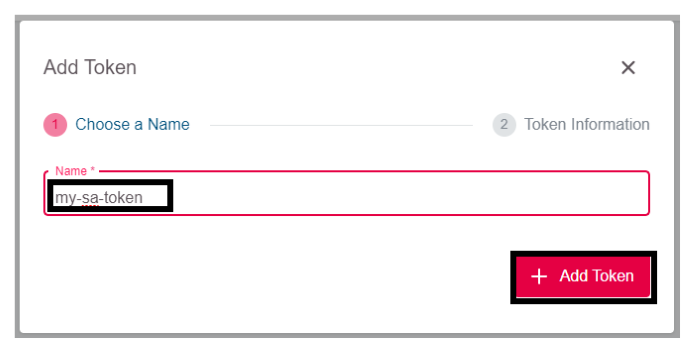 Add Token
1 Choose a Name 2 Token Information
Name *
my-sa-token
+ Add Token